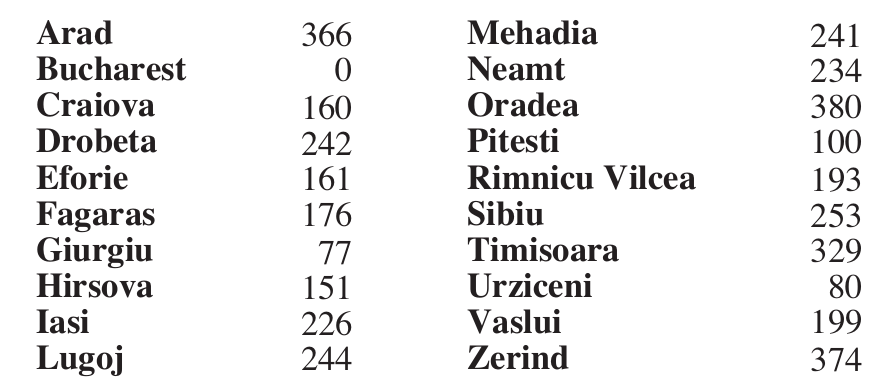 Arad 366 Mehadia 241
Bucharest 0 Neamt 234
Craiova 160 Oradea 380
Drobeta 242 Pitesti 100
Eforie 161 Rimnicu Vilcea 193
Fagaras 176 Sibiu 253
Giurgiu 77 Timisoara 329
Hirsova 151 Urziceni 80
Iasi 226 Vaslui 199
Lugoj 244 Zerind 374